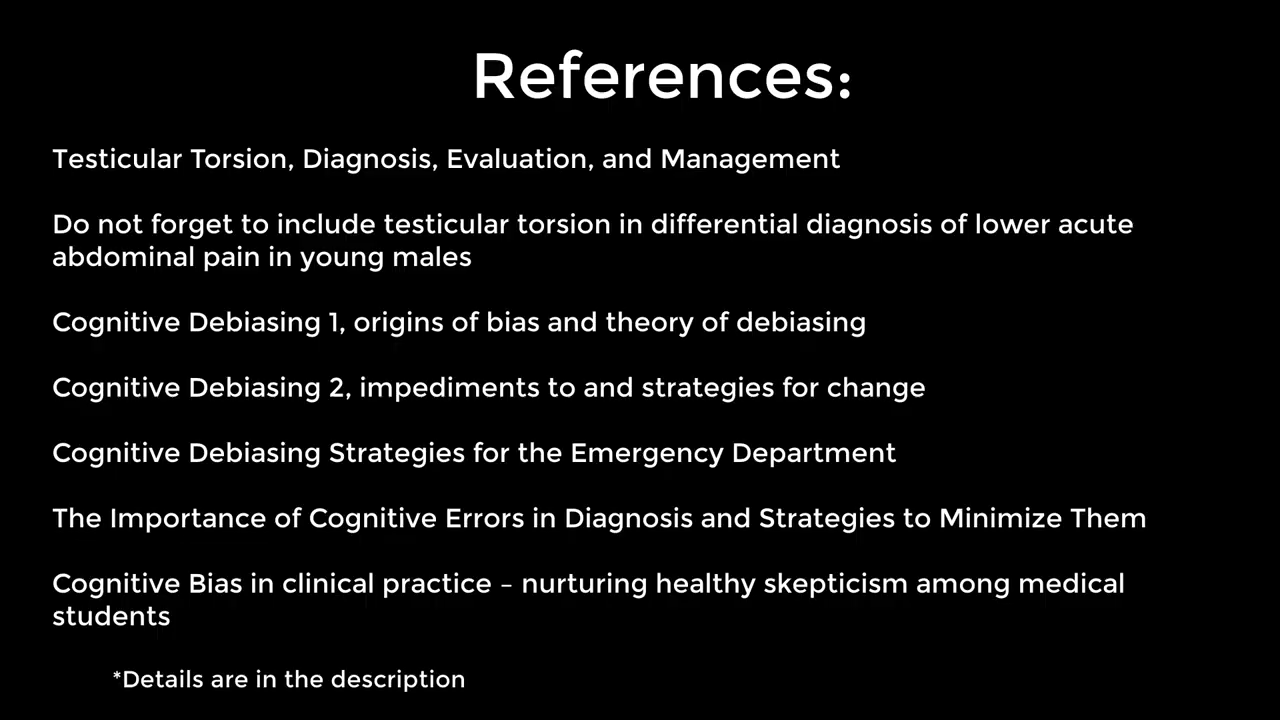 References:
Testicular Torsion, Diagnosis, Evaluation, and Management
Do not forget to include testicular torsion in differential diagnosis of lower acute
abdominal pain in young males
Cognitive Debiasing 1, origins of bias and theory of debiasing
Cognitive Debiasing 2, impediments to and strategies for change
Cognitive Debiasing Strategies for the Emergency Department
The Importance of Cognitive Errors in Diagnosis and Strategies to Minimize Them
Cognitive Bias in clinical practice – nurturing healthy skepticism among medical
students
*Details are in the description